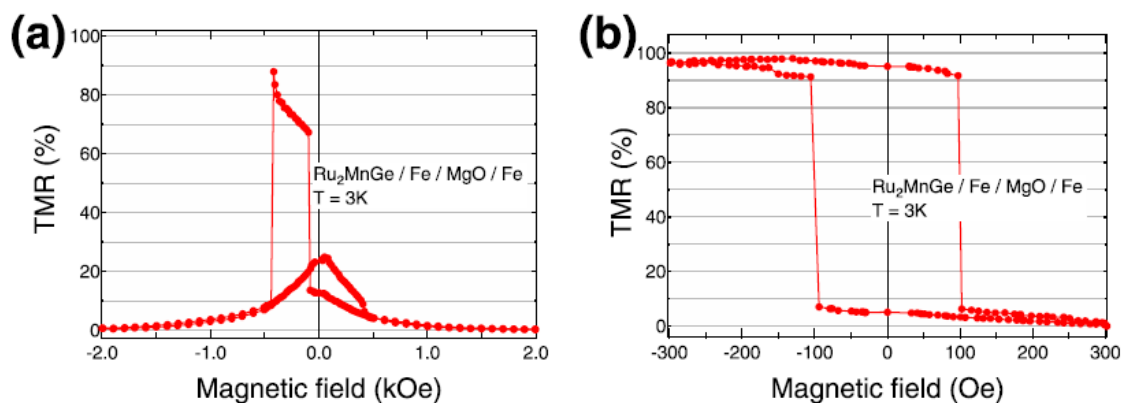 (a)
TMR (%)
100
80
60
40
20
0
Ru₂MnGe / Fe / MgO / Fe
T = 3K
-2.0 -1.0 0.0 1.0 2.0
Magnetic field (kOe)
(b)
TMR (%)
100
80
60
40
20
0
Ru₂MnGe / Fe / MgO / Fe
T = 3K
-300 -200 -100 0 100 200 300
Magnetic field (Oe)